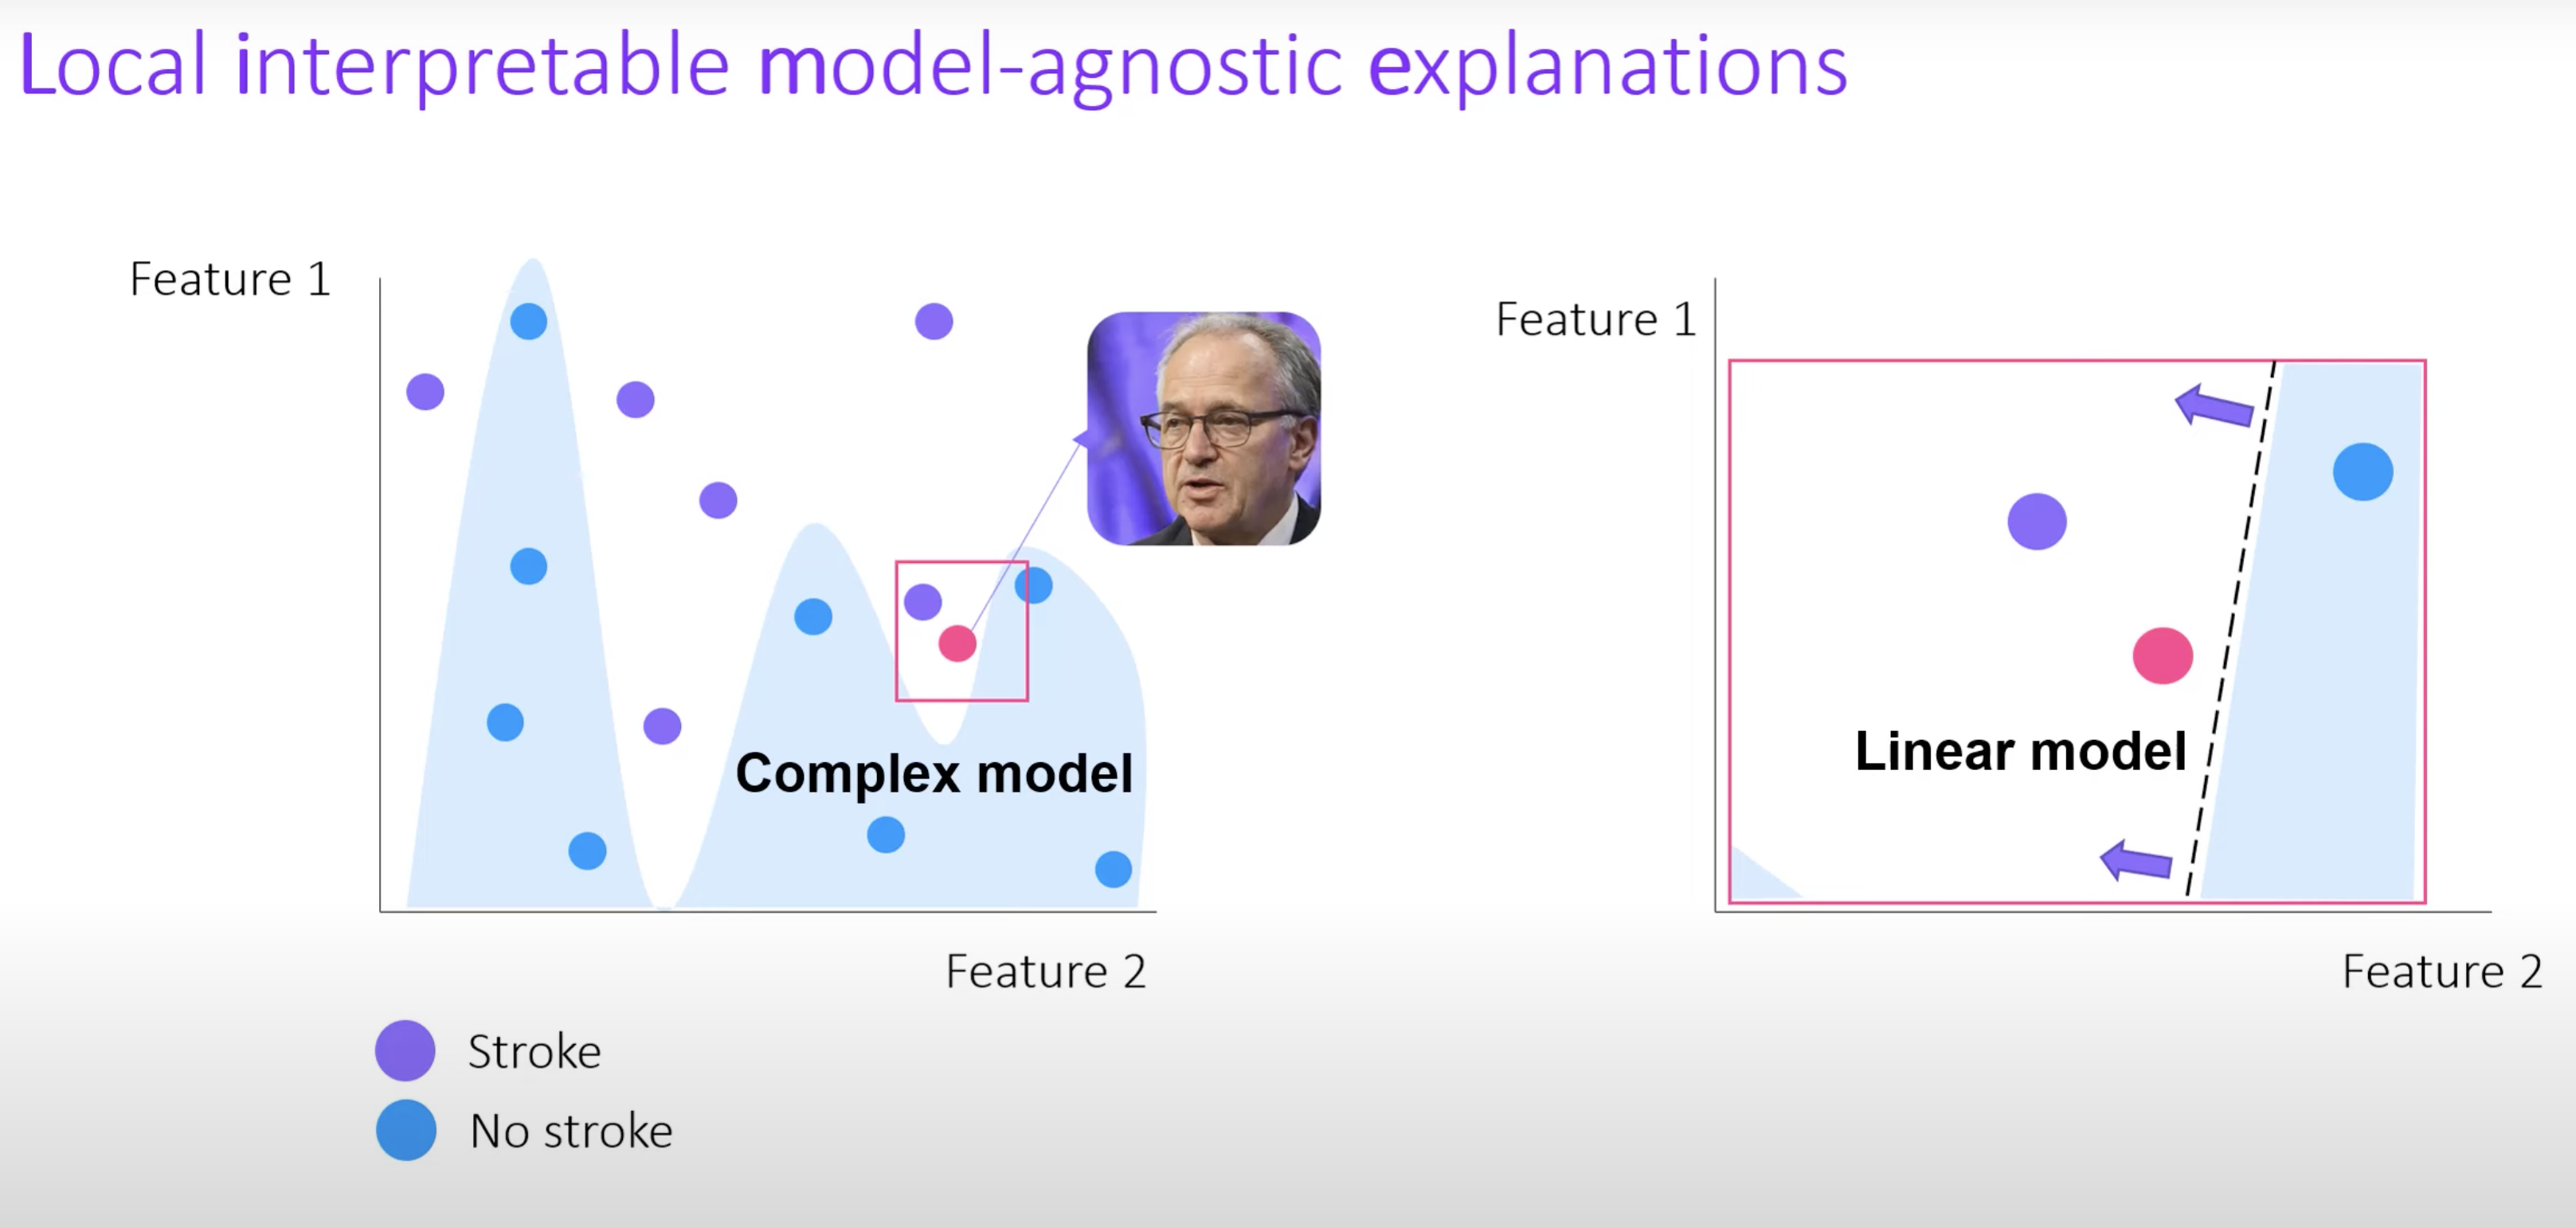 Local interpretable model-agnostic explanations
Feature 1
Complex model
Feature 2
Feature 1
Linear model
Feature 2
Stroke
No stroke